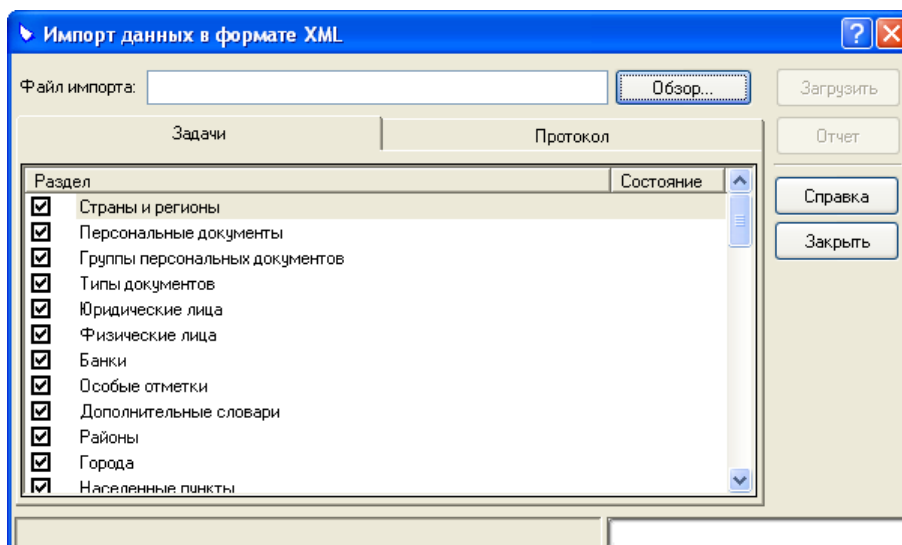 Импорт данных в формате XML
Файл импорта: Обзор... Загрузить
Задачи Протокол Отчет
Раздел Состояние
Справка
Закрыть
Страны и регионы
Персональные документы
Группы персональных документов
Типы документов
Юридические лица
Физические лица
Банки
Особые отметки
Дополнительные словари
Районы
Города
Населенные пункты